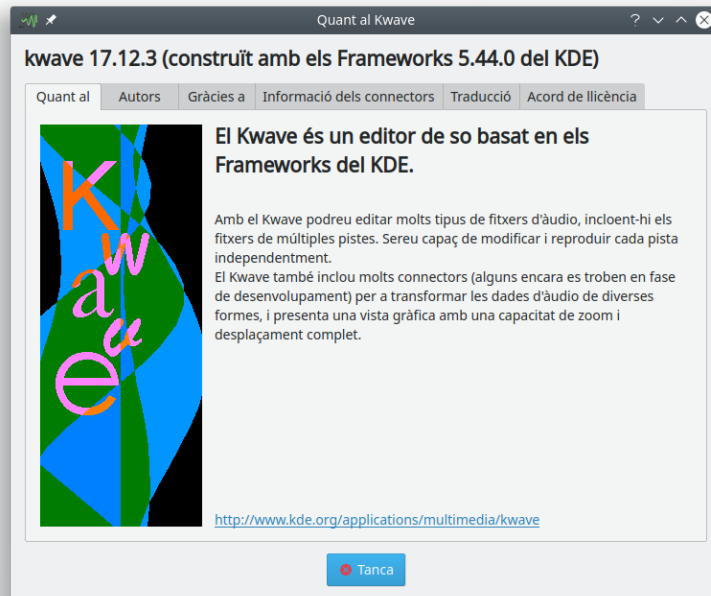 Quant al Kwave
kwave 17.12.3 (construït amb els Frameworks 5.44.0 del KDE)
Quant al Autors Gràcies a Informació dels connectors Traducció Acord de llicència
kwave
El Kwave és un editor de so basat en els
Frameworks del KDE.
Amb el Kwave podreu editar molts tipus de fitxers d'àudio, incloent-hi els
fitxers de múltiples pistes. Sereu capaç de modificar i reproduir cada pista
independentment.
El Kwave també inclou molts connectors (alguns encara es troben en fase
de desenvolupament) per a transformar les dades d'àudio de diverses
formes, i presenta una vista gràfica amb una capacitat de zoom i
desplaçament complet.
http://www.kde.org/applications/multimedia/kwave
Tanca